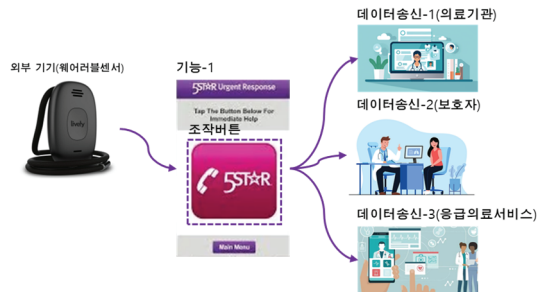 외부 기기(웨어러블센서)
lively
기능-1
5STAR Urgent Response
Tap The Button Below For
Immediate Help
조작버튼
5STAR
Main Menu
데이터송신-1(의료기관)
데이터송신-2(보호자)
데이터송신-3(응급의료서비스)